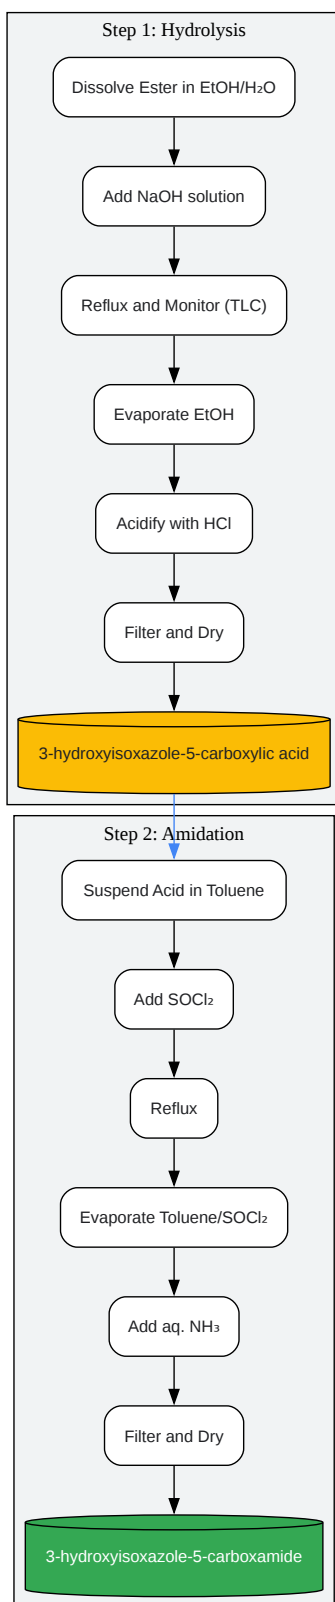 Step 1: Hydrolysis
Dissolve Ester in EtOH/H₂O
Add NaOH solution
Reflux and Monitor (TLC)
Evaporate EtOH
Acidify with HCl
Filter and Dry
3-hydroxyisoxazole-5-carboxylic acid
Step 2: Amidation
Suspend Acid in Toluene
Add SOCl₂
Reflux
Evaporate Toluene/SOCl₂
Add aq. NH₃
Filter and Dry
3-hydroxyisoxazole-5-carboxamide